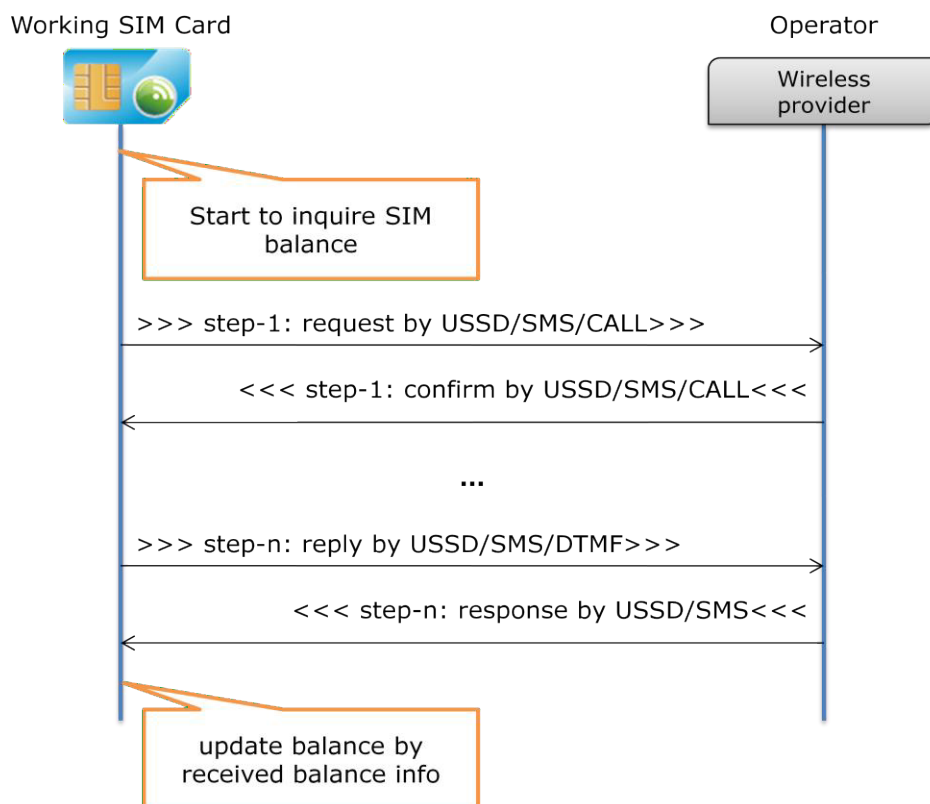 Working SIM Card
Operator
Wireless
provider
Start to inquire SIM
balance
>>> step-1: request by USSD/SMS/CALL>>>
<<< step-1: confirm by USSD/SMS/CALL<<<
...
>>> step-n: reply by USSD/SMS/DTMF>>>
<<< step-n: response by USSD/SMS<<<
update balance by
received balance info